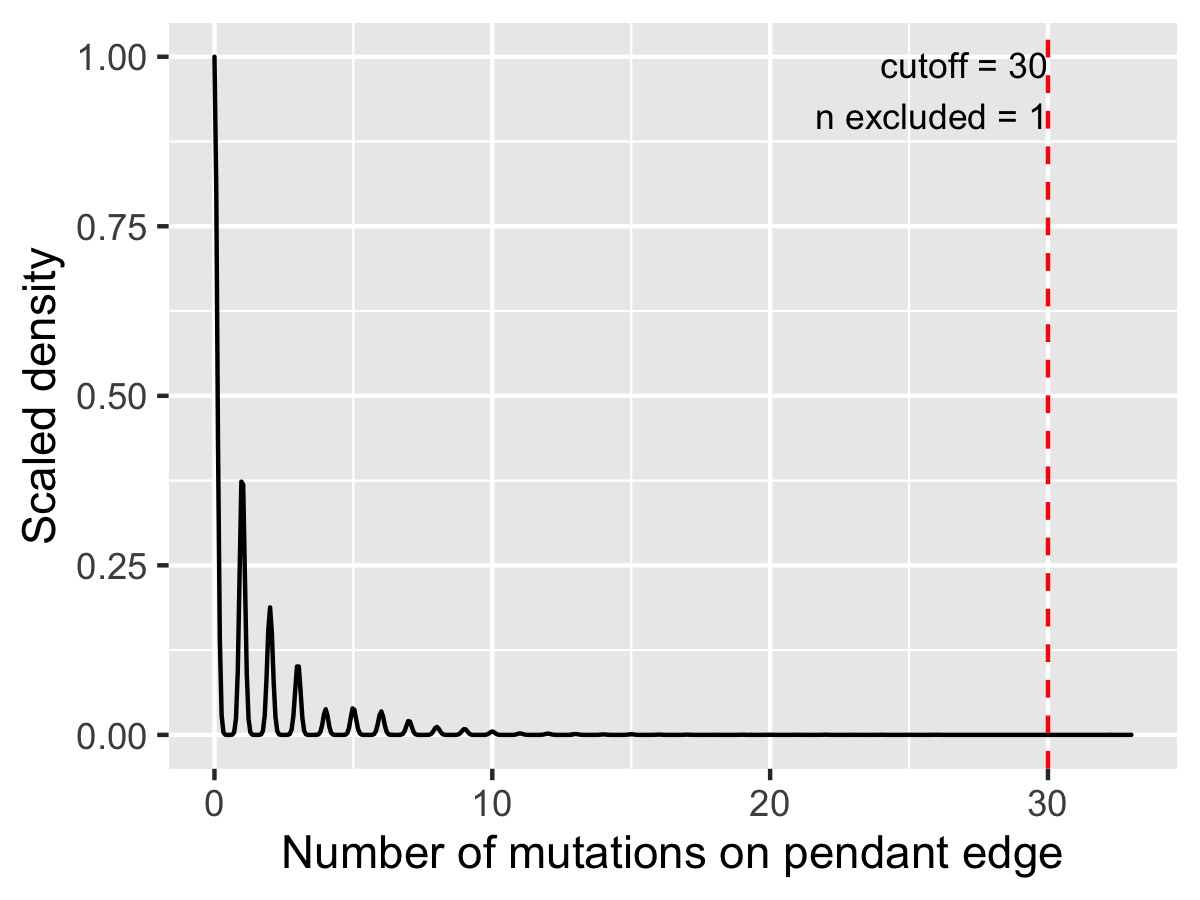 1.00
0.75
0.50
0.25
0.00
Scaled density
cutoff = 30
n excluded = 1
0 10 20 30
Number of mutations on pendant edge